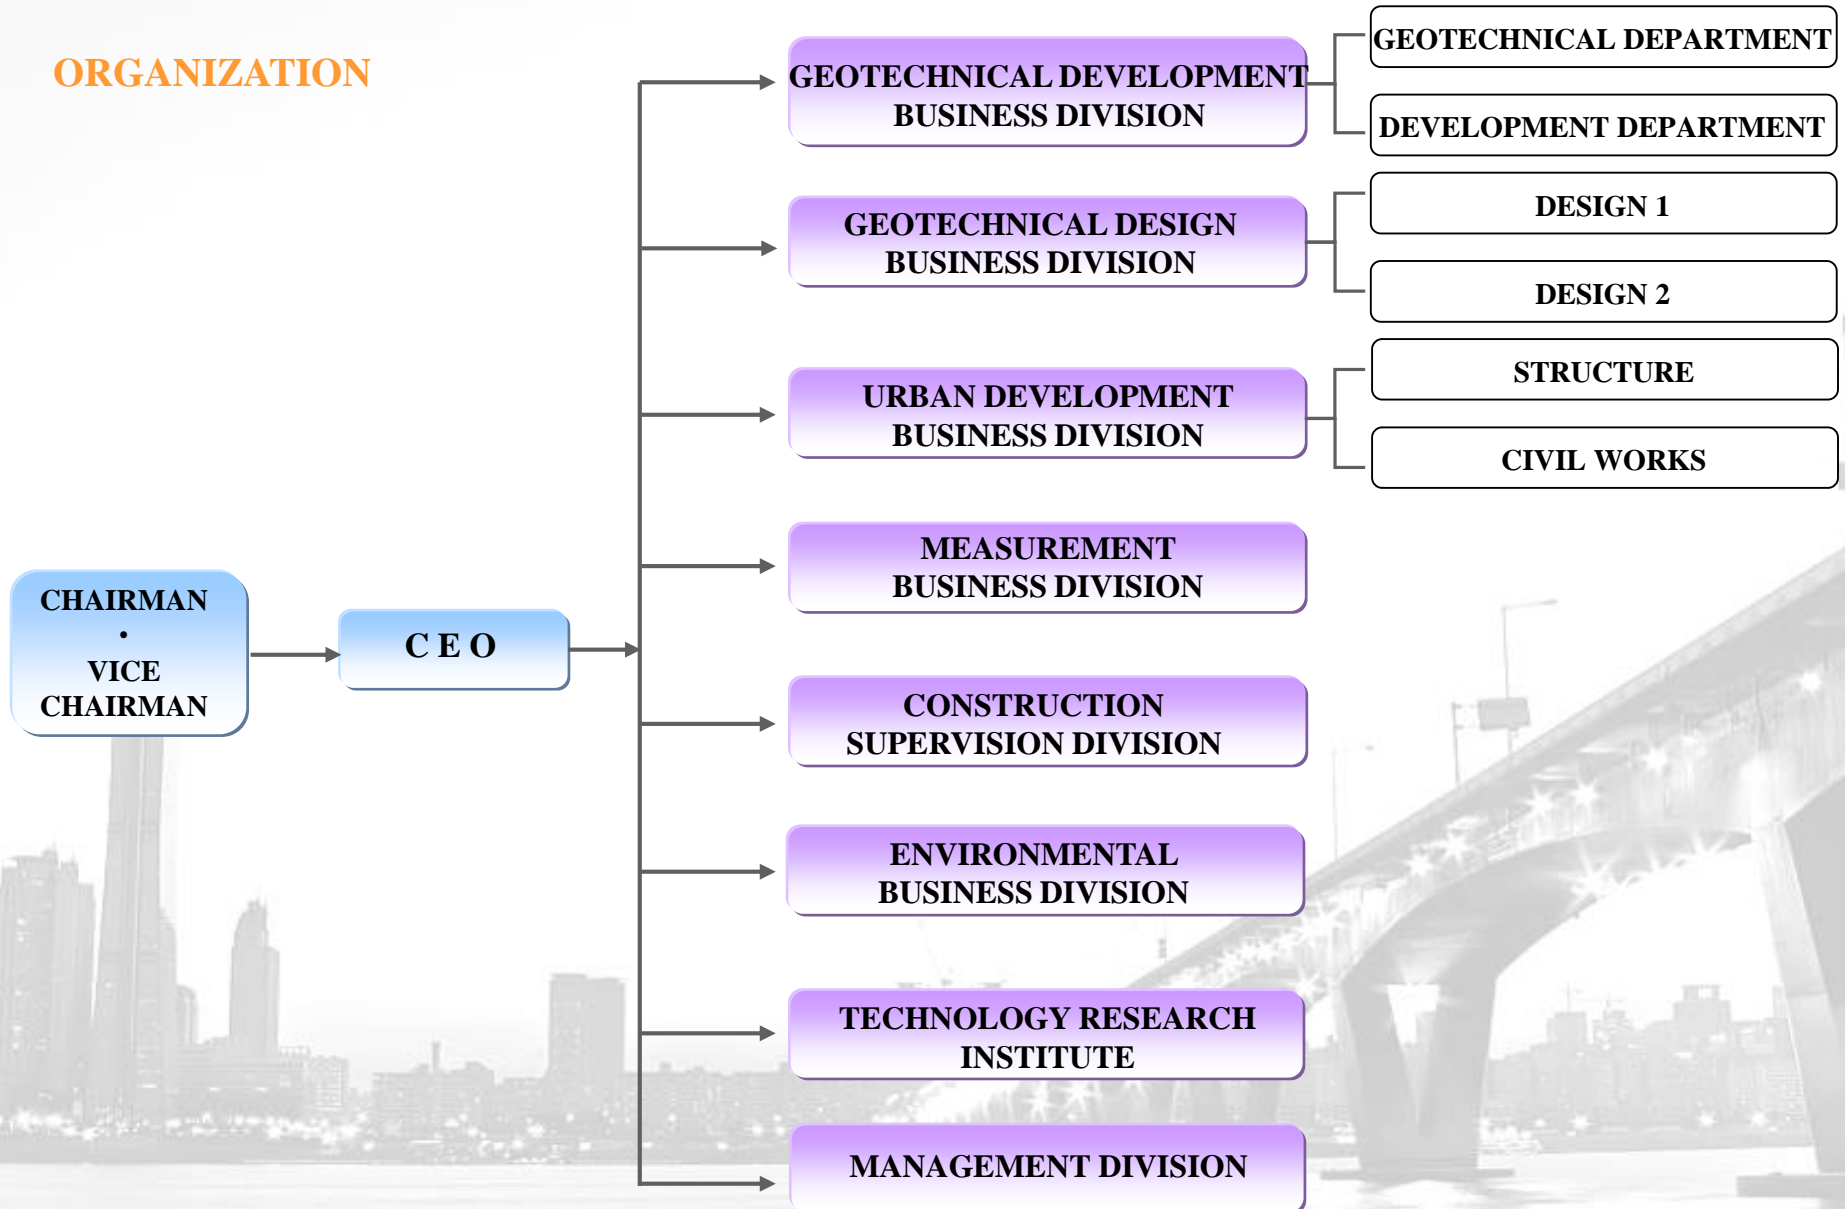 ORGANIZATION
GEOTECHNICAL DEVELOPMENT
BUSINESS DIVISION
GEOTECHNICAL DEPARTMENT
DEVELOPMENT DEPARTMENT
GEOTECHNICAL DESIGN
BUSINESS DIVISION
DESIGN 1
DESIGN 2
URBAN DEVELOPMENT
BUSINESS DIVISION
STRUCTURE
CIVIL WORKS
MEASUREMENT
BUSINESS DIVISION
CHAIRMAN
•
VICE
CHAIRMAN
C E O
CONSTRUCTION
SUPERVISION DIVISION
ENVIRONMENTAL
BUSINESS DIVISION
TECHNOLOGY RESEARCH
INSTITUTE
MANAGEMENT DIVISION